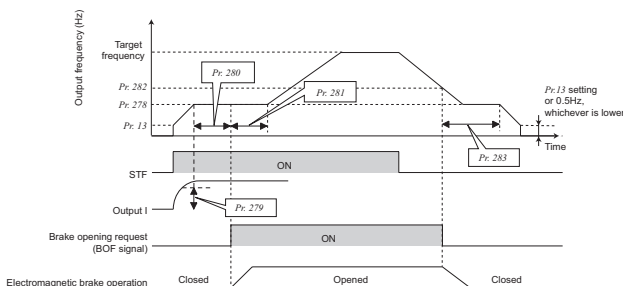 Output frequency (Hz)
Target
frequency
Pr. 280
Pr. 282
Pr. 281
Pr. 278
Pr. 13
Pr.13 setting
or 0.5Hz,
whichever is lower
Time
Pr. 283
STF
ON
Output I
Pr. 279
Brake opening request
(BOF signal)
ON
Electromagnetic brake operation
Closed
Opened
Closed